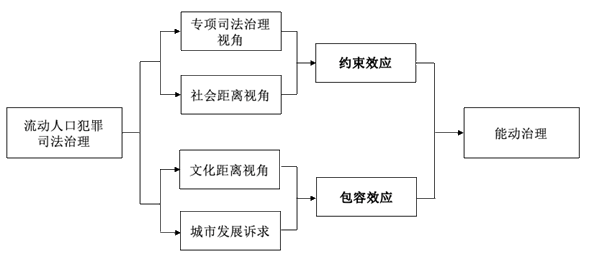 专项司法治理
视角
社会距离视角
约束效应
流动人口犯罪
司法治理
能动治理
文化距离视角
城市发展诉求
包容效应